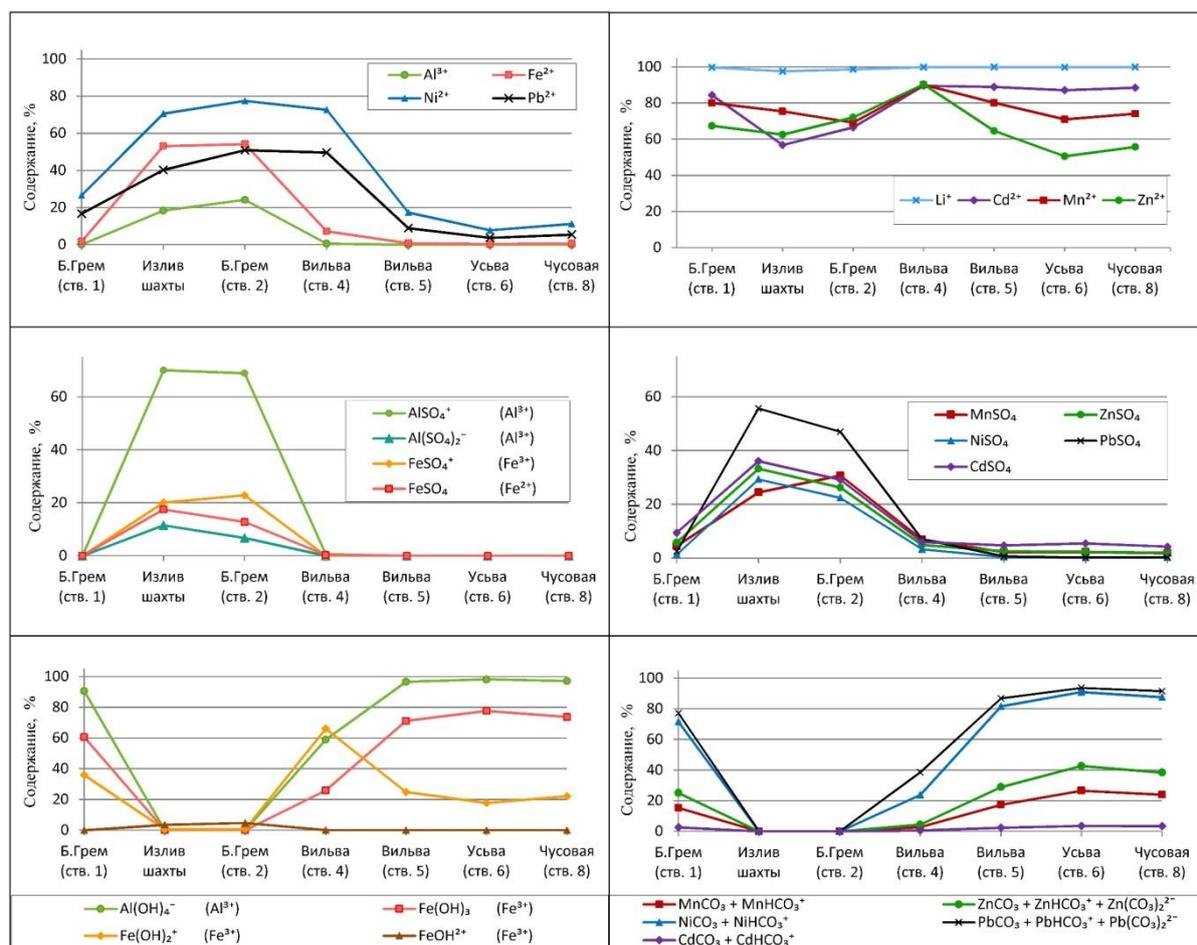 Содержание, %
100
80
60
40
20
0
Al³⁺ Fe²⁺
Ni²⁺ Pb²⁺
Б.Грем Излив Б.Грем Вильва Вильва Усьва Чусовая
(ств. 1) шахты (ств. 2) (ств. 4) (ств. 5) (ств. 6) (ств. 8)
Содержание, %
100
80
60
40
20
0
Li⁺ Cd²⁺ Mn²⁺ Zn²⁺
Б.Грем Излив Б.Грем Вильва Вильва Усьва Чусовая
(ств. 1) шахты (ств. 2) (ств. 4) (ств. 5) (ств. 6) (ств. 8)
Содержание, %
60
40
20
0
AlSO₄⁺ (Al³⁺)
Al(SO₄)₂⁻ (Al³⁺)
FeSO₄⁺ (Fe³⁺)
FeSO₄ (Fe²⁺)
Б.Грем Излив Б.Грем Вильва Вильва Усьва Чусовая
(ств. 1) шахты (ств. 2) (ств. 4) (ств. 5) (ств. 6) (ств. 8)
Содержание, %
60
40
20
0
MnSO₄ ZnSO₄
NiSO₄ PbSO₄
CdSO₄
Б.Грем Излив Б.Грем Вильва Вильва Усьва Чусовая
(ств. 1) шахты (ств. 2) (ств. 4) (ств. 5) (ств. 6) (ств. 8)
Содержание, %
100
80
60
40
20
0
Б.Грем Излив Б.Грем Вильва Вильва Усьва Чусовая
(ств. 1) шахты (ств. 2) (ств. 4) (ств. 5) (ств. 6) (ств. 8)
Al(OH)₄⁻ (Al³⁺) Fe(OH)₃ (Fe³⁺)
Fe(OH)₂⁺ (Fe³⁺) FeOH²⁺ (Fe³⁺)
Содержание, %
100
80
60
40
20
0
Б.Грем Излив Б.Грем Вильва Вильва Усьва Чусовая
(ств. 1) шахты (ств. 2) (ств. 4) (ств. 5) (ств. 6) (ств. 8)
MnCO₃ + MnHCO₃⁺ ZnCO₃ + ZnHCO₃⁺ + Zn(CO₃)₂²⁻
NiCO₃ + NiHCO₃⁺ PbCO₃ + PbHCO₃⁺ + Pb(CO₃)₂²⁻
CdCO₃ + CdHCO₃⁺